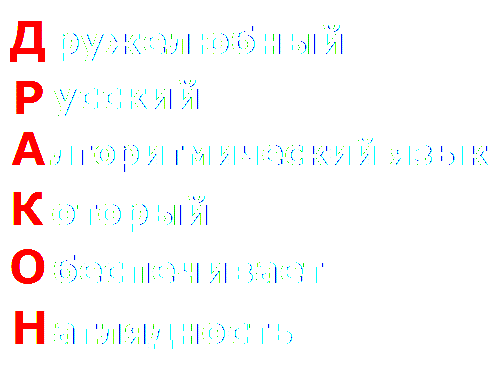 Дружелюбный
Русский
Алгоритмический язык
Который
Обеспечивает
Наглядность